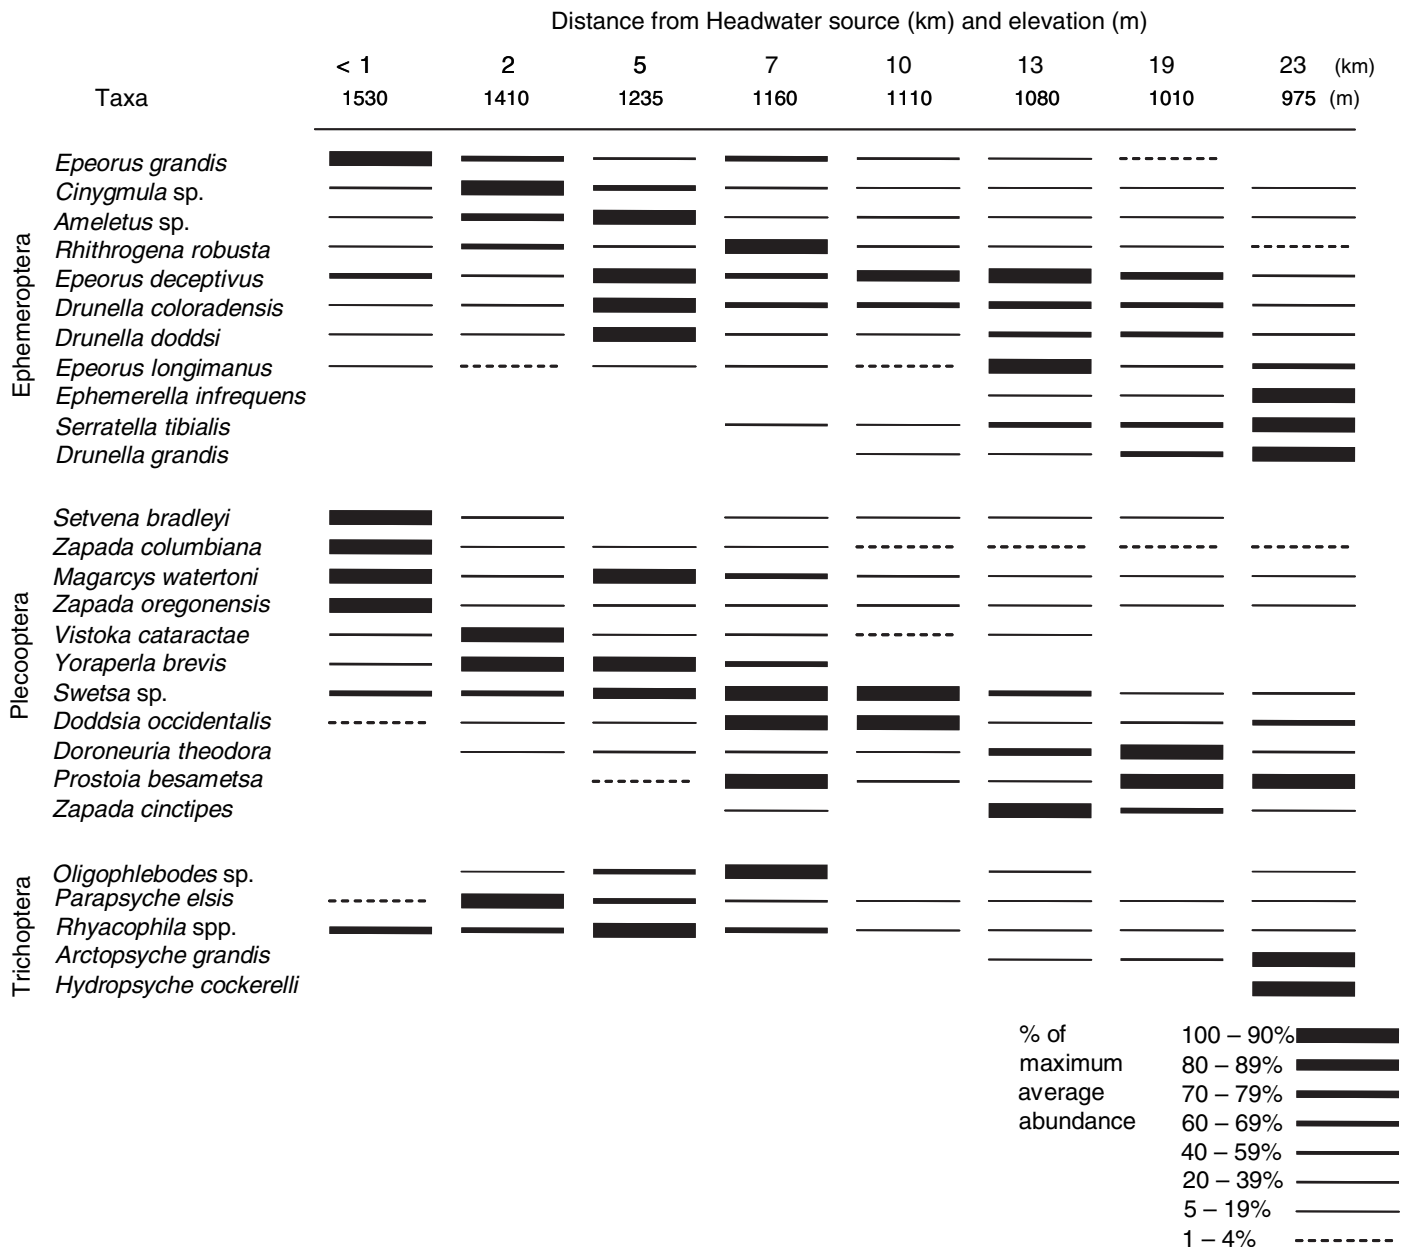 Distance from Headwater source (km) and elevation (m)
< 1 2 5 7 10 13 19 23 (km)
Taxa 1530 1410 1235 1160 1110 1080 1010 975 (m)
Ephemeroptera
Epeorus grandis
Cinygmula sp.
Ameletus sp.
Rhithrogena robusta
Epeorus deceptivus
Drunella coloradensis
Drunella doddsi
Epeorus longimanus
Ephemerella infrequens
Serratella tibialis
Drunella grandis
Plecooptera
Setvena bradleyi
Zapada columbiana
Magarcys watertoni
Zapada oregonensis
Vistoka cataractae
Yoraperla brevis
Swetsa sp.
Doddsia occidentalis
Doroneuria theodora
Prostoia besametsa
Zapada cinctipes
Trichoptera
Oligophlebodes sp.
Parapsyche elsis
Rhyacophila spp.
Arctopsyche grandis
Hydropsyche cockerelli
% of
maximum
average
abundance
100 – 90%
80 – 89%
70 – 79%
60 – 69%
40 – 59%
20 – 39%
5 – 19%
1 – 4%